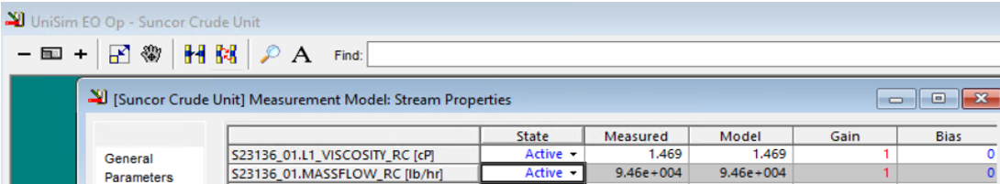 UniSim EO Op - Suncor Crude Unit
A Find:
[Suncor Crude Unit] Measurement Model: Stream Properties
State Measured Model Gain Bias
General S23136_01.L1_VISCOSITY_RC [cP] Active 1.469 1.469 1 0
Parameters S23136_01.MASSFLOW_RC [lb/hr] Active 9.46e+004 9.46e+004 1 0